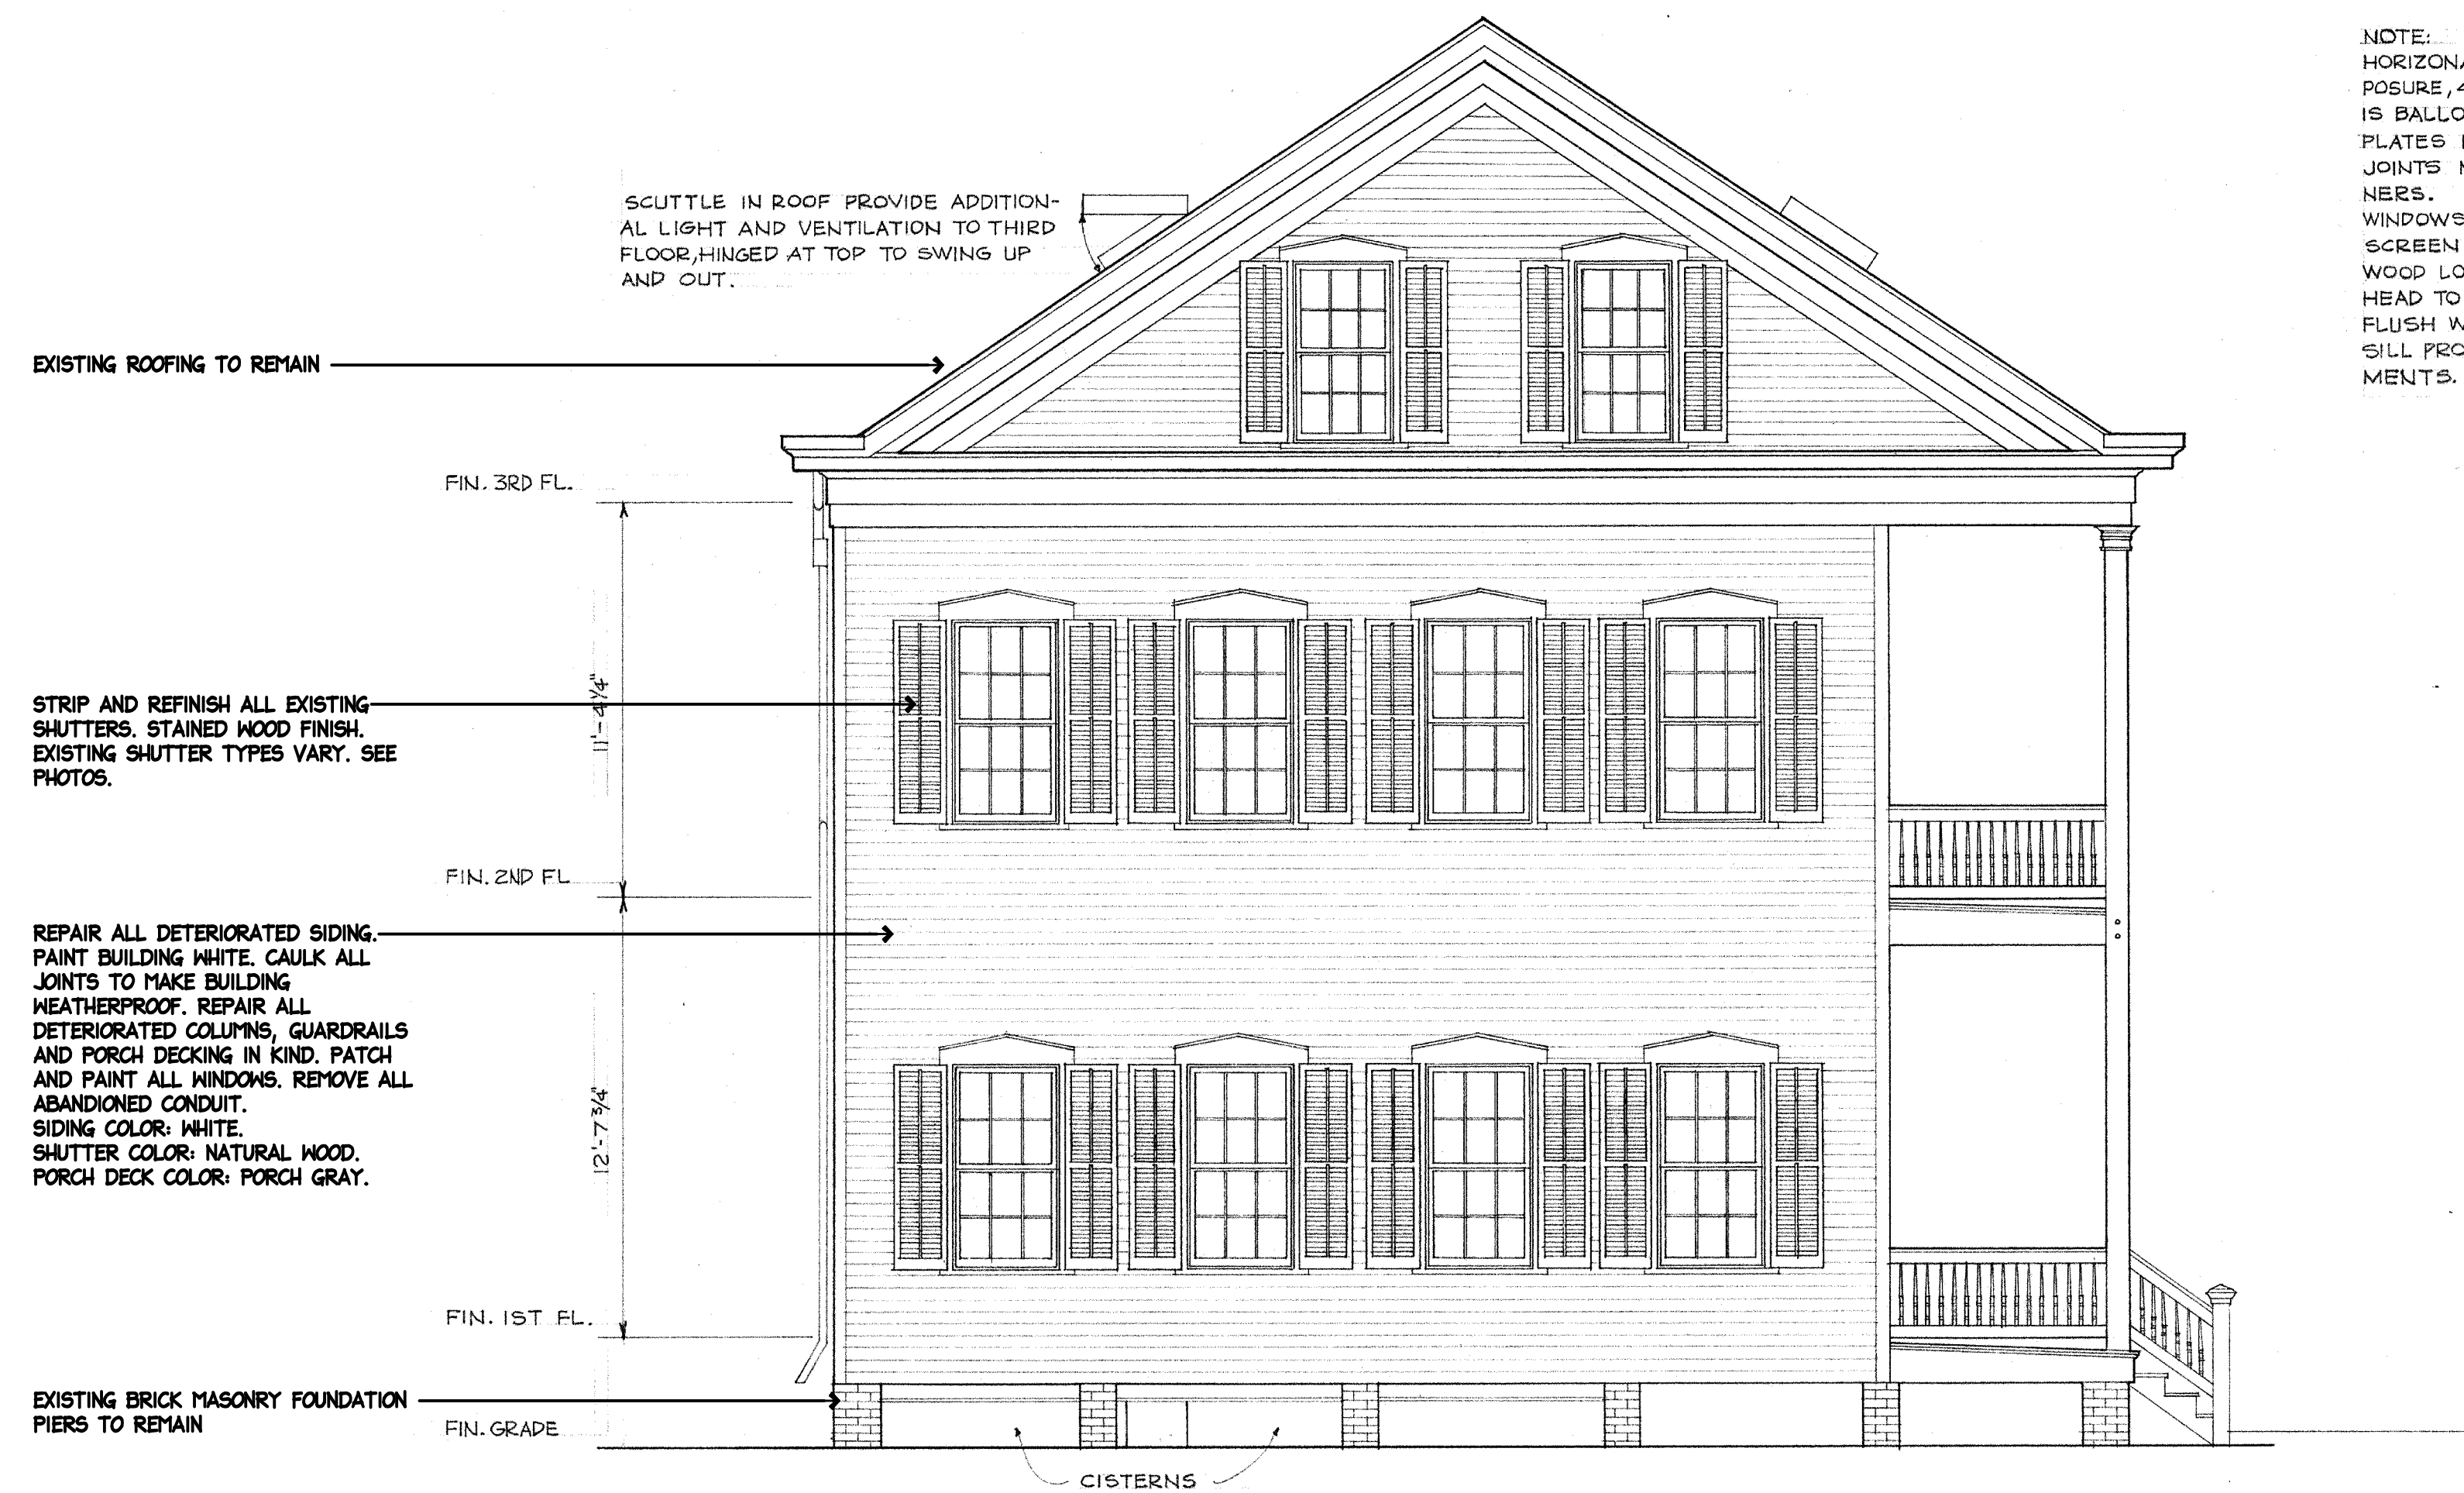 SCUTTLE IN ROOF PROVIDE ADDITION-
AL LIGHT AND VENTILATION TO THIRD
FLOOR, HINGED AT TOP TO SWING UP
AND OUT.
EXISTING ROOFING TO REMAIN
FIN. 3RD FL.
11'-4 1/4"
STRIP AND REFINISH ALL EXISTING
SHUTTERS. STAINED WOOD FINISH.
EXISTING SHUTTER TYPES VARY. SEE
PHOTOS.
FIN. 2ND FL
REPAIR ALL DETERIORATED SIDING.
PAINT BUILDING WHITE. CAULK ALL
JOINTS TO MAKE BUILDING
WEATHERPROOF. REPAIR ALL
DETERIORATED COLUMNS, GUARDRAILS
AND PORCH DECKING IN KIND. PATCH
AND PAINT ALL WINDOWS. REMOVE ALL
ABANDIONED CONDUIT.
SIDING COLOR: WHITE.
SHUTTER COLOR: NATURAL WOOD.
PORCH DECK COLOR: PORCH GRAY.
12'-7 3/4"
FIN. 1ST FL.
EXISTING BRICK MASONRY FOUNDATION
PIERS TO REMAIN
FIN. GRADE
CISTERNS
NOTE:
HORIZONA
POSURE, 4
IS BALLO
PLATES
JOINTS
NERS.
WINDOWS
SCREEN
WOOD LO
HEAD TO
FLUSH W
SILL PRO
MENTS.